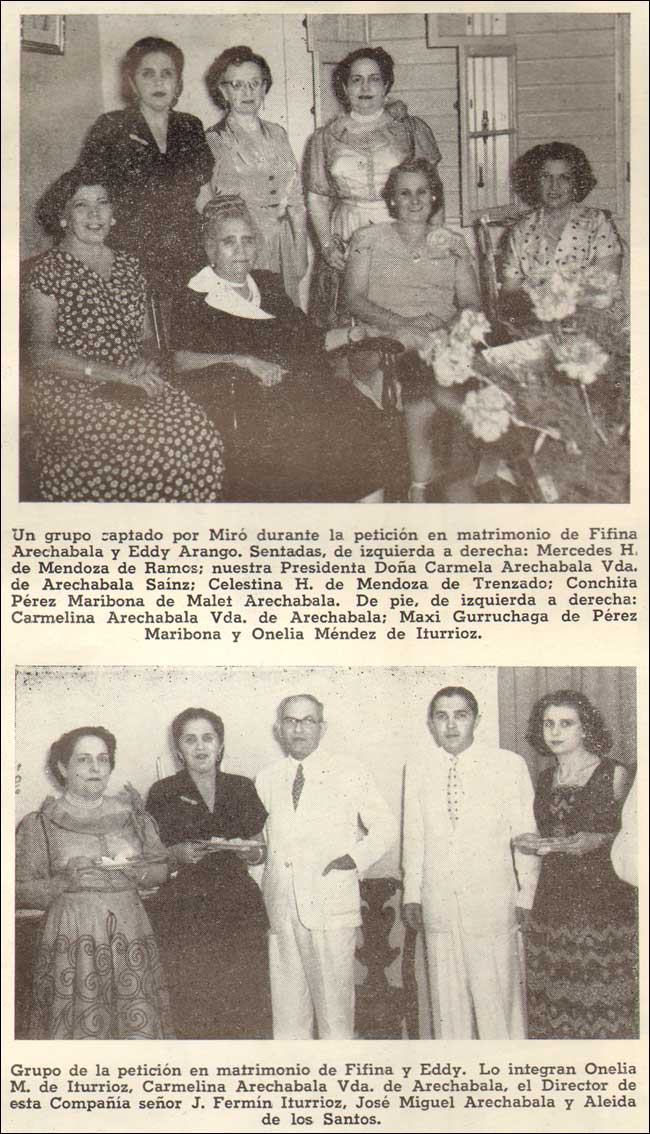 Un grupo captado por Miró durante la petición en matrimonio de Fifina
Arechabala y Eddy Arango. Sentadas, de izquierda a derecha: Mercedes H.
de Mendoza de Ramos; nuestra Presidenta Doña Carmela Arechabala Vda.
de Arechabala Saínz; Celestina H. de Mendoza de Trenzado; Conchita
Pérez Maribona de Malet Arechabala. De pie, de izquierda a derecha:
Carmelina Arechabala Vda. de Arechabala; Maxi Gurruchaga de Pérez
Maribona y Onelia Méndez de Iturrioz.
Grupo de la petición en matrimonio de Fifina y Eddy. Lo integran Onelia
M. de Iturrioz, Carmelina Arechabala Vda. de Arechabala, el Director de
esta Compañía señor J. Fermín Iturrioz, José Miguel Arechabala y Aleida
de los Santos.